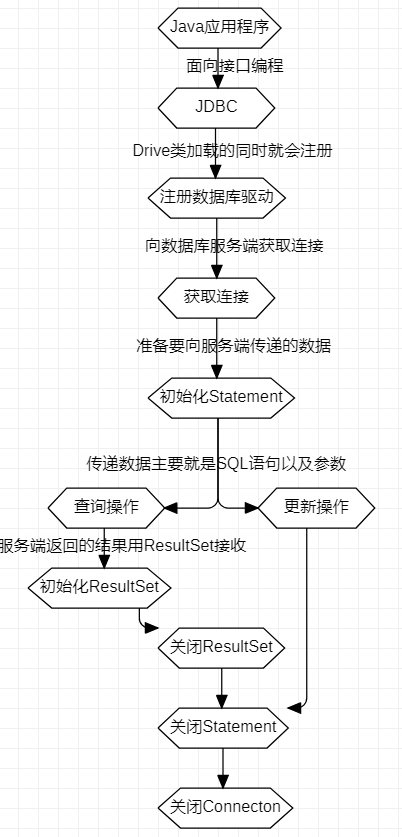 Java应用程序
面向接口编程
JDBC
Drive类加载的同时就会注册
注册数据库驱动
向数据库服务端获取连接
获取连接
准备要向服务端传递的数据
初始化Statement
传递数据主要就是SQL语句以及参数
查询操作
更新操作
服务端返回的结果用ResultSet接收
初始化ResultSet
关闭ResultSet
关闭Statement
关闭Connecton